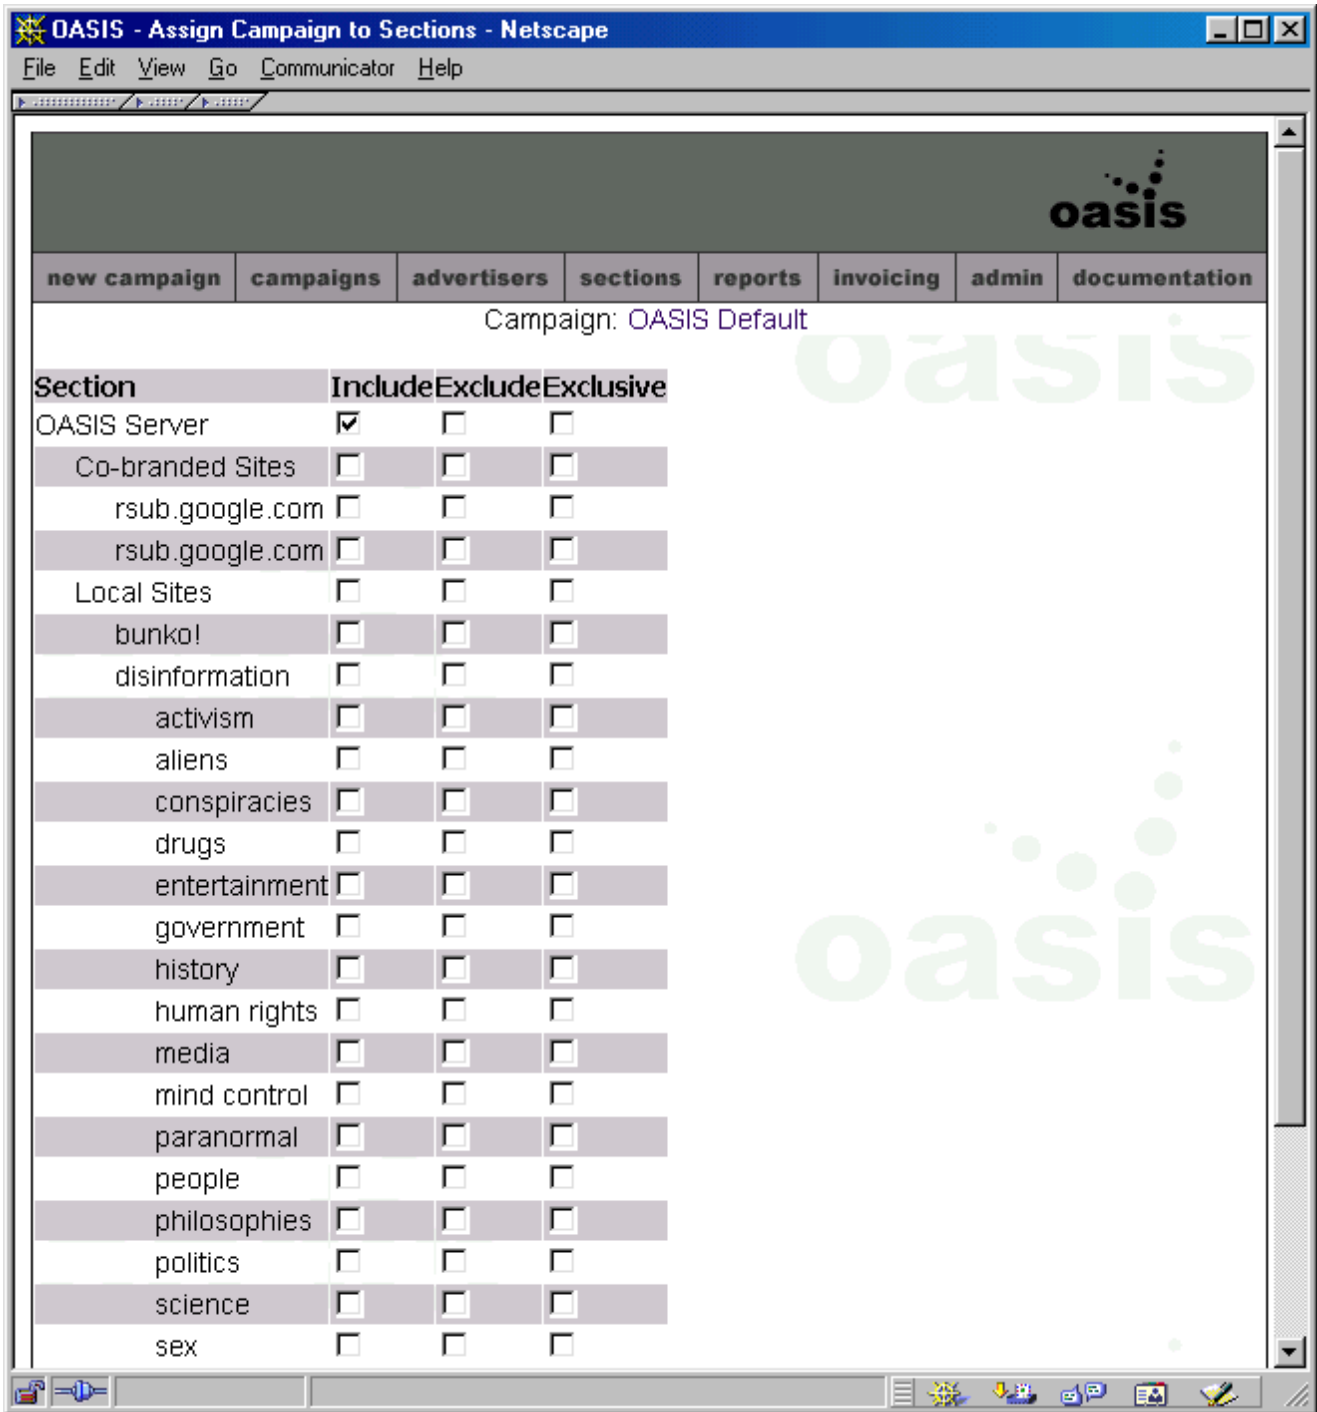 OASIS - Assign Campaign to Sections - Netscape
File Edit View Go Communicator Help
oasis
new campaign campaigns advertisers sections reports invoicing admin documentation
Campaign: OASIS Default
oasis
Section Include Exclude Exclusive
OASIS Server
Co-branded Sites
rsub.google.com
rsub.google.com
Local Sites
bunko!
disinformation
activism
aliens
conspiracies
drugs
entertainment
government
oasis
history
human rights
media
mind control
paranormal
people
philosophies
politics
science
sex